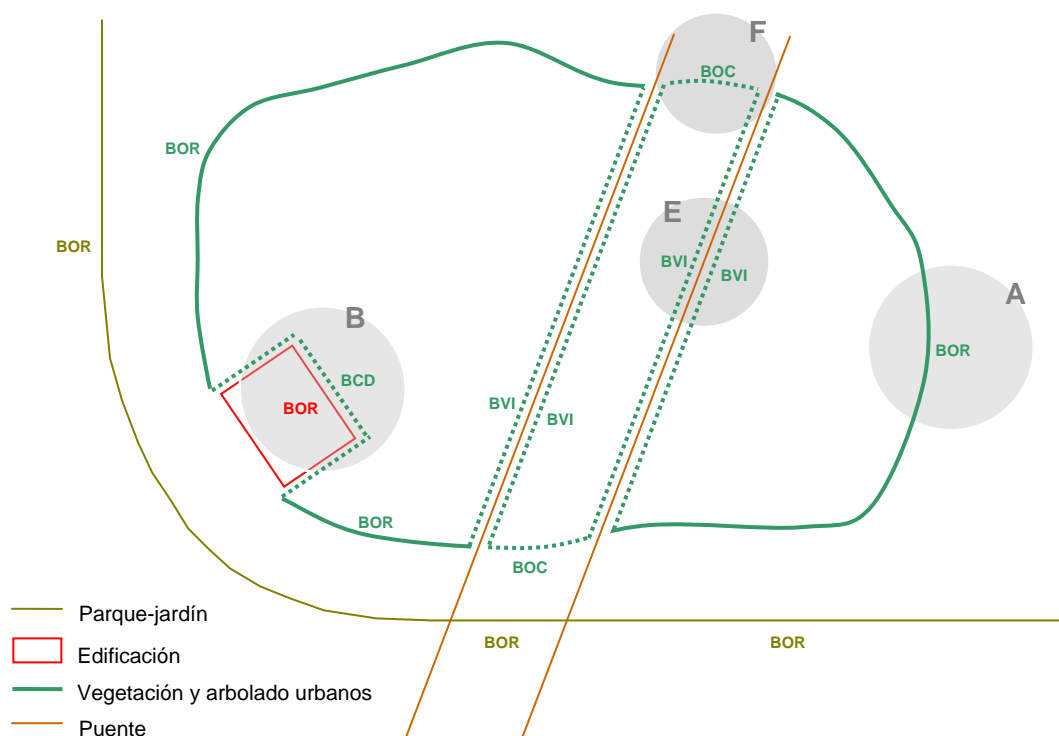 F
BOC
BOR
E
BOR
BVI
BVI
A
B
BOR
BCD
BVI
BOR
BVI
BOR
BOC
Parque-jardín
BOR
BOR
Edificación
Vegetación y arbolado urbanos
Puente